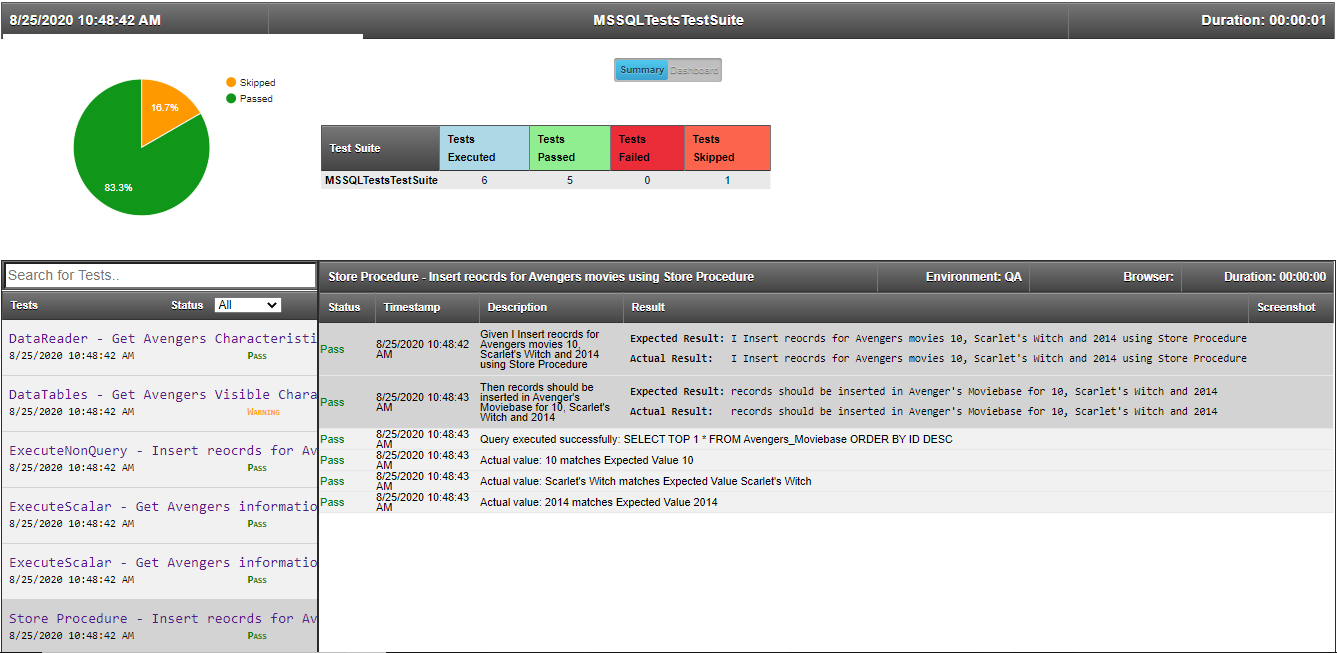 8/25/2020 10:48:42 AM MSSQLTestsTestSuite Duration: 00:00:01
Summary Dashboard
Skipped
Passed
16.7%
83.3%
Test Suite Tests Executed Tests Passed Tests Failed Tests Skipped
MSSQLTestsTestSuite 6 5 0 1
Search for Tests..
Tests Status All
DataReader - Get Avengers Characteristi
8/25/2020 10:48:42 AM Pass
DataTables - Get Avengers Visible Chara
8/25/2020 10:48:42 AM Warning
ExecuteNonQuery - Insert reocrds for Av
8/25/2020 10:48:42 AM Pass
ExecuteScalar - Get Avengers informatio
8/25/2020 10:48:42 AM Pass
ExecuteScalar - Get Avengers informatio
8/25/2020 10:48:42 AM Pass
Store Procedure - Insert reocrds for Av
8/25/2020 10:48:42 AM Pass
Store Procedure - Insert reocrds for Avengers movies using Store Procedure Environment: QA Browser: Duration: 00:00:00
Status Timestamp Description Result Screenshot
Pass
8/25/2020 10:48:42
AM
Given I Insert reocrds for
Avengers movies 10,
Scarlet's Witch and 2014
using Store Procedure
Expected Result: I Insert reocrds for Avengers movies 10, Scarlet's Witch and 2014 using Store Procedure
Actual Result: I Insert reocrds for Avengers movies 10, Scarlet's Witch and 2014 using Store Procedure
Pass
8/25/2020 10:48:43
AM
Then records should be
inserted in Avenger's
Moviebase for 10, Scarlet's
Witch and 2014
Expected Result: records should be inserted in Avenger's Moviebase for 10, Scarlet's Witch and 2014
Actual Result: records should be inserted in Avenger's Moviebase for 10, Scarlet's Witch and 2014
Pass
8/25/2020 10:48:43
AM
Query executed successfully: SELECT TOP 1 * FROM Avengers_Moviebase ORDER BY ID DESC
Pass
8/25/2020 10:48:43
AM
Actual value: 10 matches Expected Value 10
Pass
8/25/2020 10:48:43
AM
Actual value: Scarlet's Witch matches Expected Value Scarlet's Witch
Pass
8/25/2020 10:48:43
AM
Actual value: 2014 matches Expected Value 2014